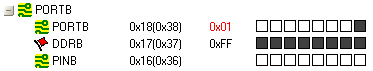 PORTB
PORTB 0x18(0x38) 0x01
DDRB 0x17(0x37) 0xFF
PINB 0x16(0x36)